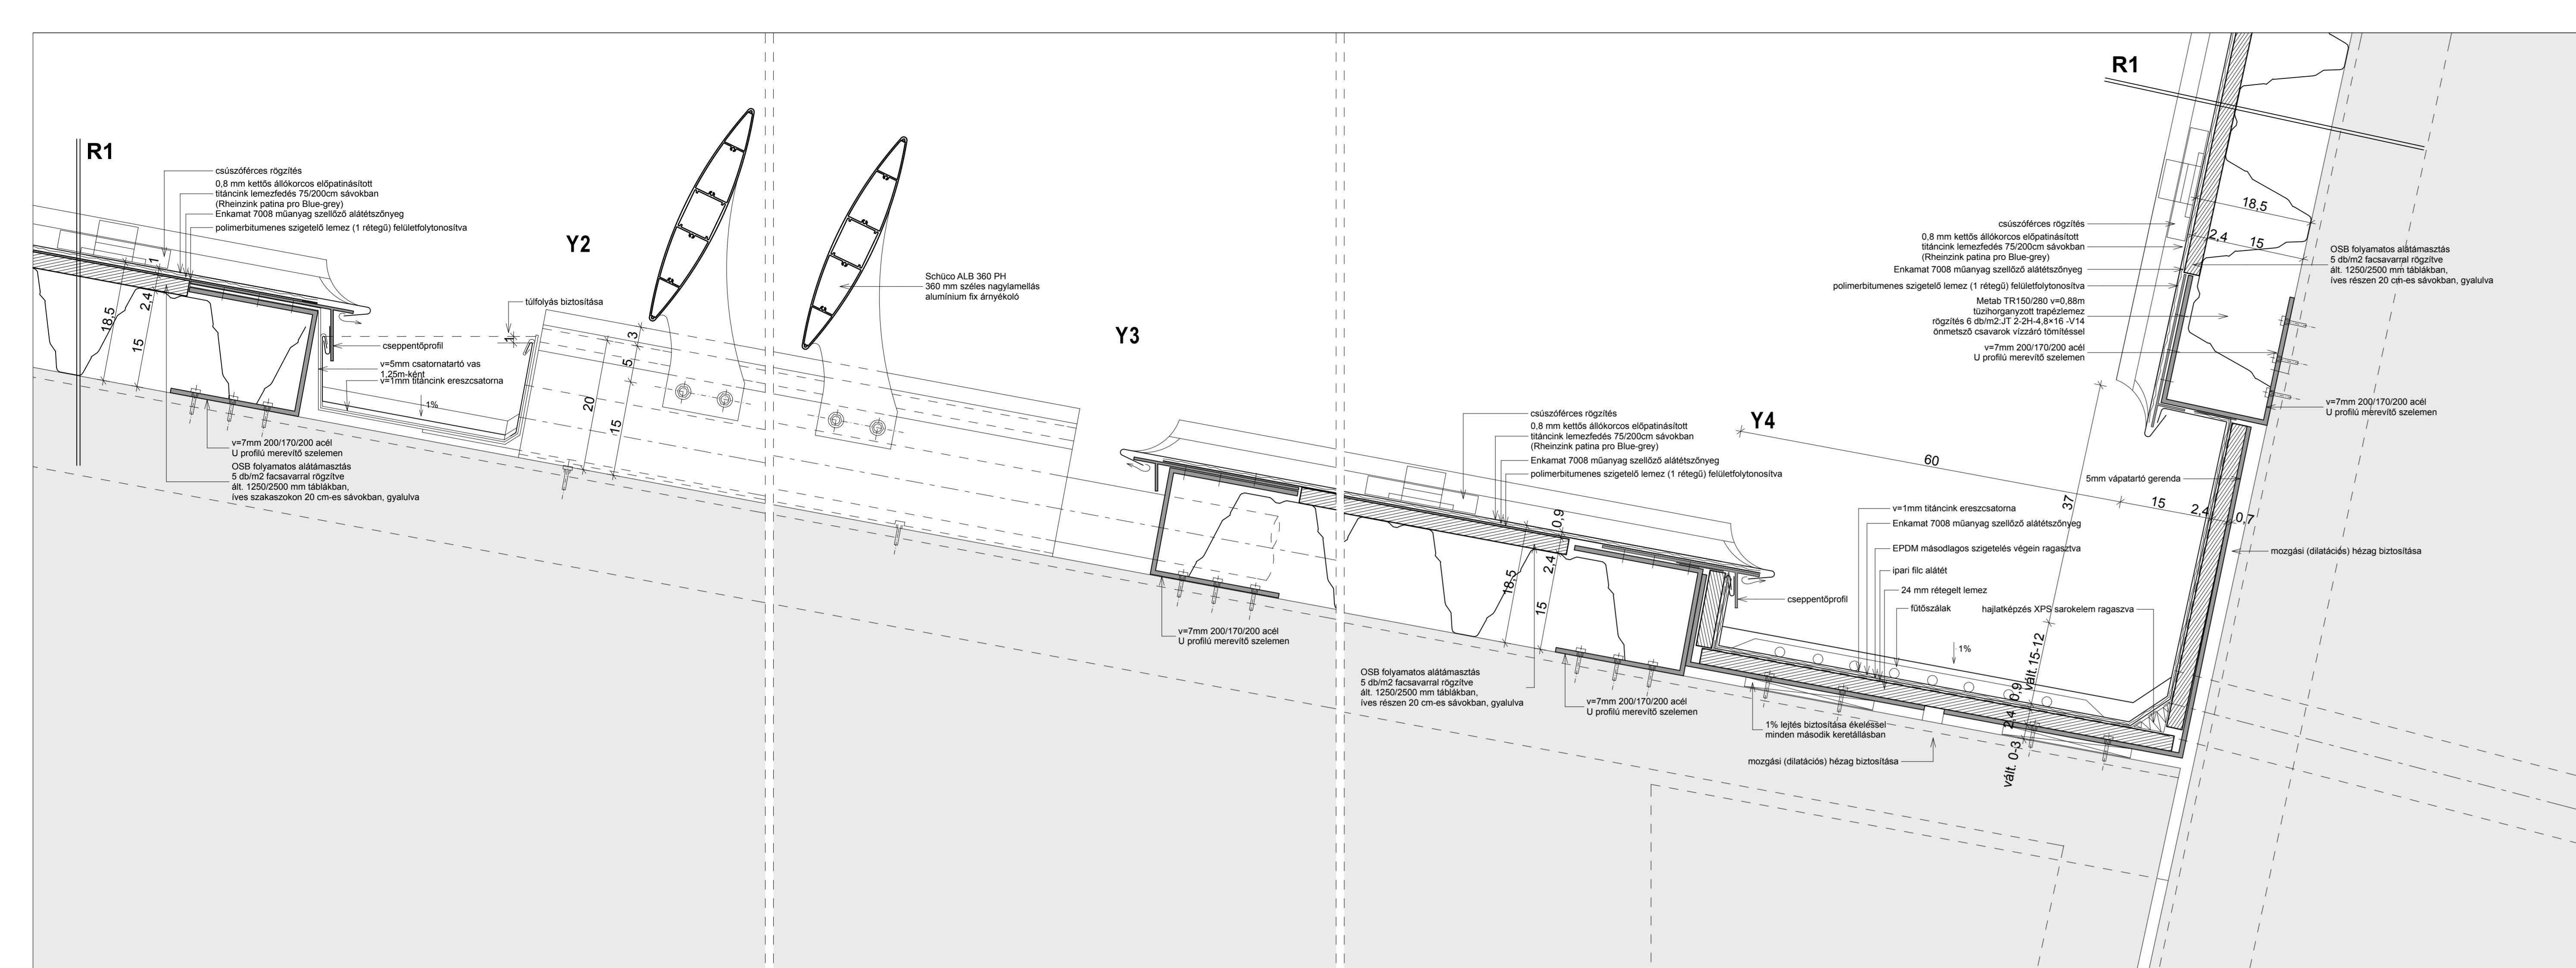 R1
csúszóférces rögzítés
0,8 mm kettős állókorcos előpatinásított
titáncink lemezfedés 75/200cm sávokban
(Rheinzink patina pro Blue-grey)
Enkamat 7008 műanyag szellőző alátétszőnyeg
polimerbitumenes szigetelő lemez (1 rétegű) felületfolytonosítva
1
2,4
18,5
15
v=7mm 200/170/200 acél
U profilú merevítő szelemen
OSB folyamatos alátámasztás
5 db/m2 facsavarral rögzítve
ált. 1250/2500 mm táblákban,
íves szakaszokon 20 cm-es sávokban, gyalulva
Y2
túlfolyás biztosítása
cseppentőprofil
v=5mm csatornatartó vas
1,25m-ként
v=1mm titáncink ereszcsatorna
1%
1
3
5
20
15
Schüco ALB 360 PH
360 mm széles nagylamellás
alumínium fix árnyékoló
Y3
v=7mm 200/170/200 acél
U profilú merevítő szelemen
csúszóférces rögzítés
0,8 mm kettős állókorcos előpatinásított
titáncink lemezfedés 75/200cm sávokban
(Rheinzink patina pro Blue-grey)
Enkamat 7008 műanyag szellőző alátétszőnyeg
polimerbitumenes szigetelő lemez (1 rétegű) felületfolytonosítva
0,9
2,4
18,5
15
OSB folyamatos alátámasztás
5 db/m2 facsavarral rögzítve
ált. 1250/2500 mm táblákban,
íves részen 20 cm-es sávokban, gyalulva
v=7mm 200/170/200 acél
U profilú merevítő szelemen
Y4
60
37
15
2,4
0,7
5mm vápatartó gerenda
v=1mm titáncink ereszcsatorna
Enkamat 7008 műanyag szellőző alátétszőnyeg
EPDM másodlagos szigetelés végein ragasztva
ipari filc alátét
24 mm rétegelt lemez
fűtőszálak
hajlatképzés XPS sarokelem ragaszva
cseppentőprofil
1%
vált.15-12
0,9
2,4
vált. 0-3
1% lejtés biztosítása ékeléssel
minden második keretállásban
mozgási (dilatációs) hézag biztosítása
R1
csúszóférces rögzítés
0,8 mm kettős állókorcos előpatinásított
titáncink lemezfedés 75/200cm sávokban
(Rheinzink patina pro Blue-grey)
Enkamat 7008 műanyag szellőző alátétszőnyeg
polimerbitumenes szigetelő lemez (1 rétegű) felületfolytonosítva
Metab TR150/280 v=0,88m
tüzihorganyzott trapézlemez
rögzítés 6 db/m2:JT 2-2H-4,8×16 -V14
önmetsző csavarok vízzáró tömítéssel
v=7mm 200/170/200 acél
U profilú merevítő szelemen
18,5
2,4
15
OSB folyamatos alátámasztás
5 db/m2 facsavarral rögzítve
ált. 1250/2500 mm táblákban,
íves részen 20 cm-es sávokban, gyalulva
v=7mm 200/170/200 acél
U profilú merevítő szelemen
mozgási (dilatációs) hézag biztosítása